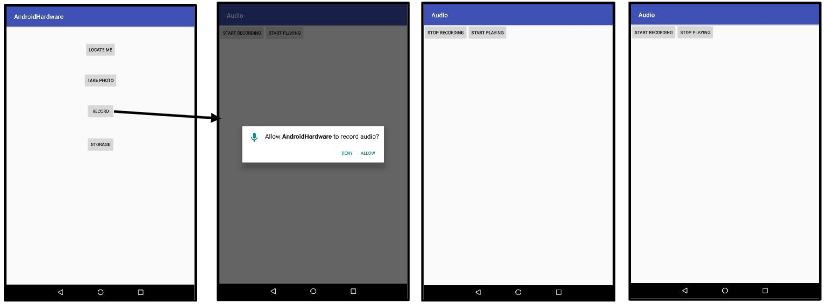 AndroidHardware
LOCATE ME
TAKE PHOTO
RECORD
STORAGE
Audio
START RECORDING START PLAYING
Allow AndroidHardware to record audio?
DENY ALLOW
Audio
STOP RECORDING START PLAYING
Audio
START RECORDING STOP PLAYING